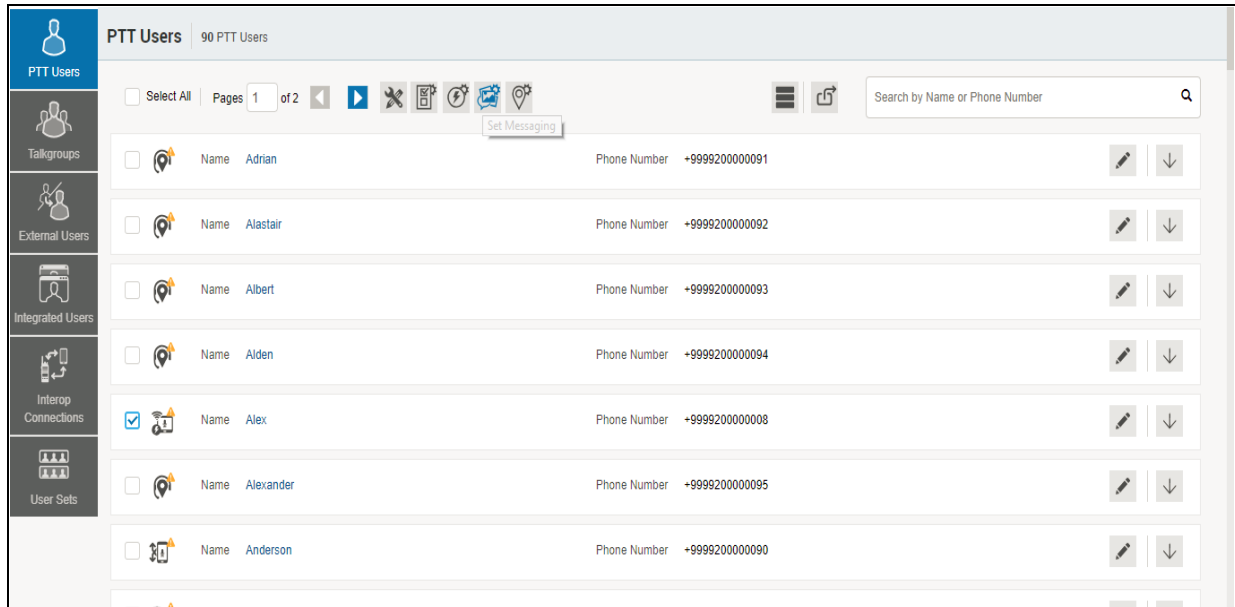 PTT Users
Talkgroups
External Users
Integrated Users
Interop
Connections
User Sets
PTT Users 90 PTT Users
Select All Pages 1 of 2 Search by Name or Phone Number
Set Messaging
Name Adrian Phone Number +9999200000091
Name Alastair Phone Number +9999200000092
Name Albert Phone Number +9999200000093
Name Alden Phone Number +9999200000094
Name Alex Phone Number +9999200000008
Name Alexander Phone Number +9999200000095
Name Anderson Phone Number +9999200000090